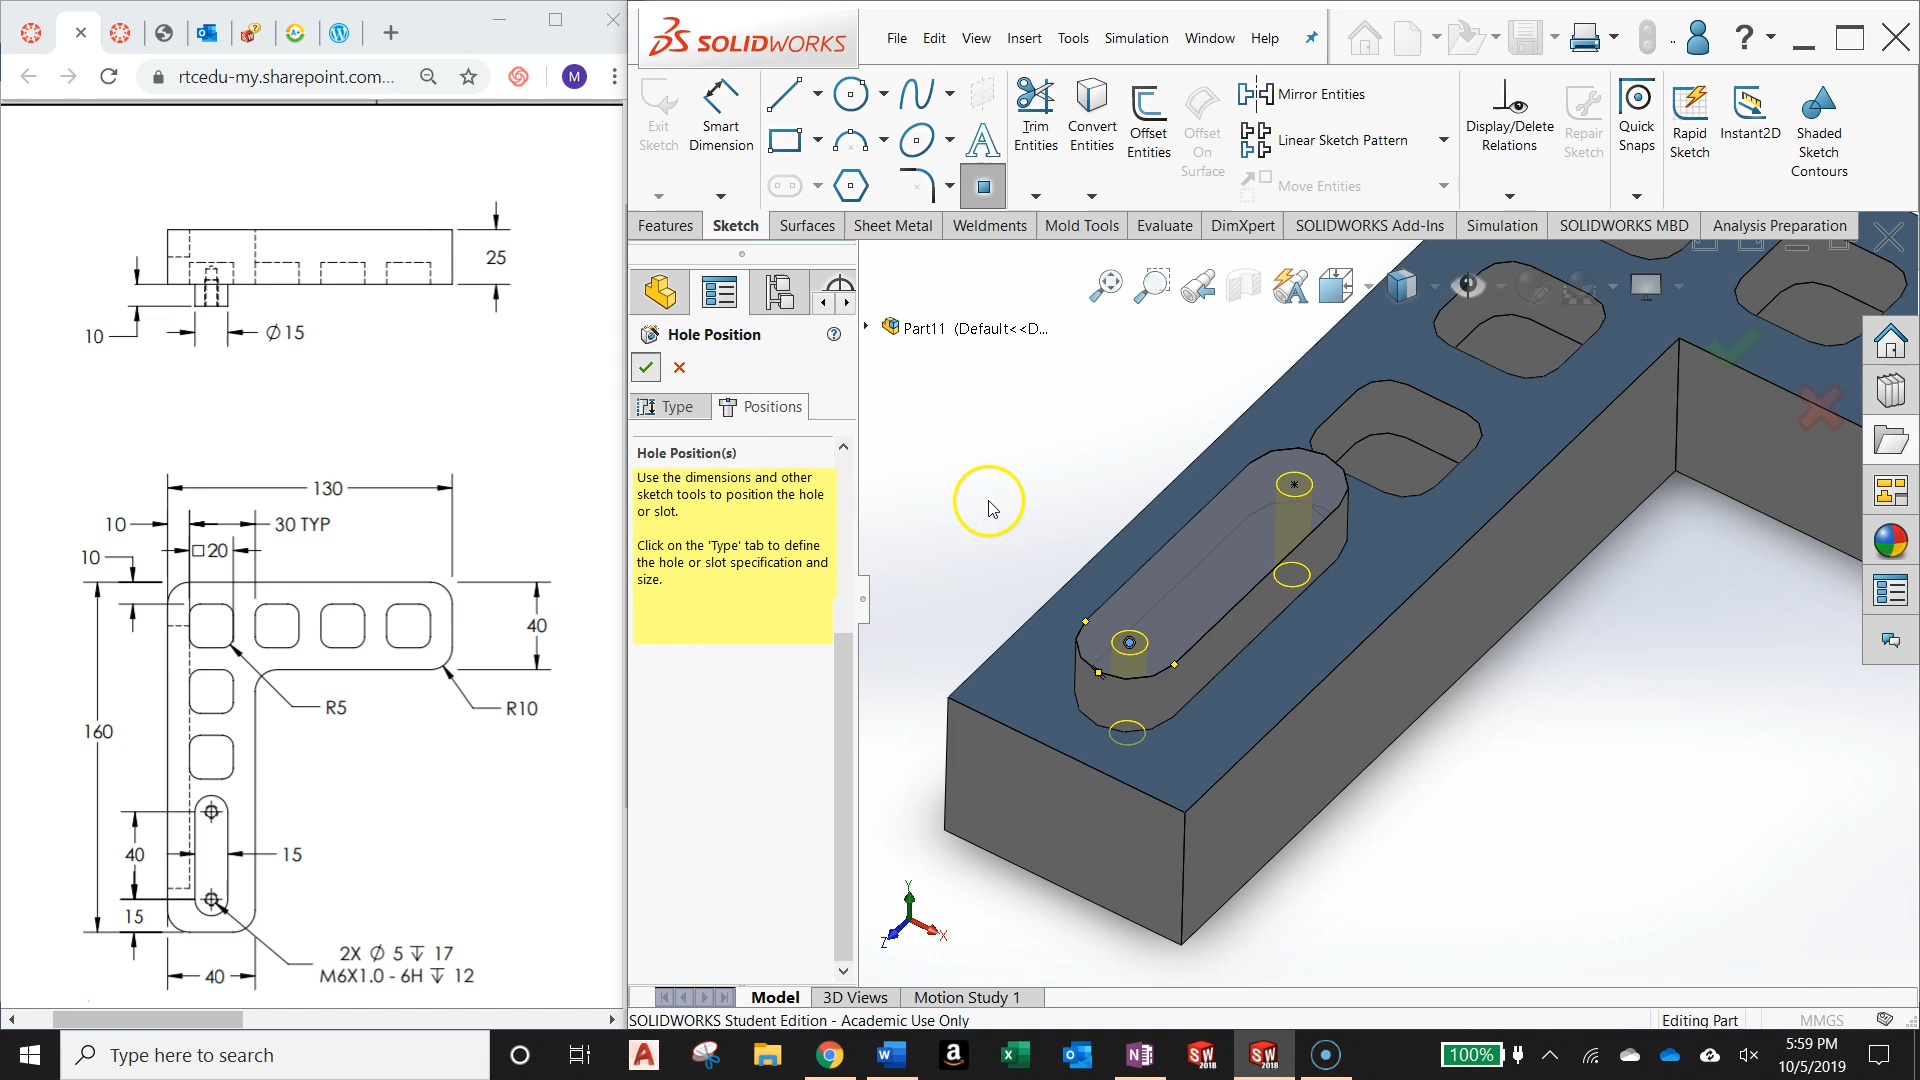 rtcedu-my.sharepoint.com...
M
SOLIDWORKS
File Edit View Insert Tools Simulation Window Help
Exit Sketch
Smart Dimension
Trim Entities
Convert Entities
Offset Entities
Offset On Surface
Mirror Entities
Linear Sketch Pattern
Move Entities
Display/Delete Relations
Repair Sketch
Quick Snaps
Rapid Sketch
Instant2D
Shaded Sketch Contours
Features Sketch Surfaces Sheet Metal Weldments Mold Tools Evaluate DimXpert SOLIDWORKS Add-Ins Simulation SOLIDWORKS MBD Analysis Preparation
Hole Position
Type Positions
Hole Position(s)
Use the dimensions and other
sketch tools to position the hole
or slot.
Click on the 'Type' tab to define
the hole or slot specification and
size.
Part11 (Default<<D...
25
10
∅15
130
10
30 TYP
□20
10
40
R5
R10
160
40
15
15
2X ∅ 5 ↧ 17
M6X1.0 - 6H ↧ 12
40
Y
Z
X
Model 3D Views Motion Study 1
SOLIDWORKS Student Edition - Academic Use Only
Editing Part
MMGS
Type here to search
SW 2018
SW 2018
100%
5:59 PM
10/5/2019